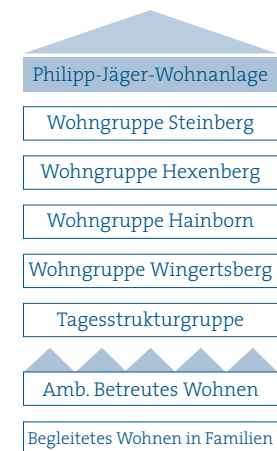 Philipp-Jäger-Wohnanlage
Wohngruppe Steinberg
Wohngruppe Hexenberg
Wohngruppe Hainborn
Wohngruppe Wingertsberg
Tagesstrukturgruppe
Amb. Betreutes Wohnen
Begleitetes Wohnen in Familien